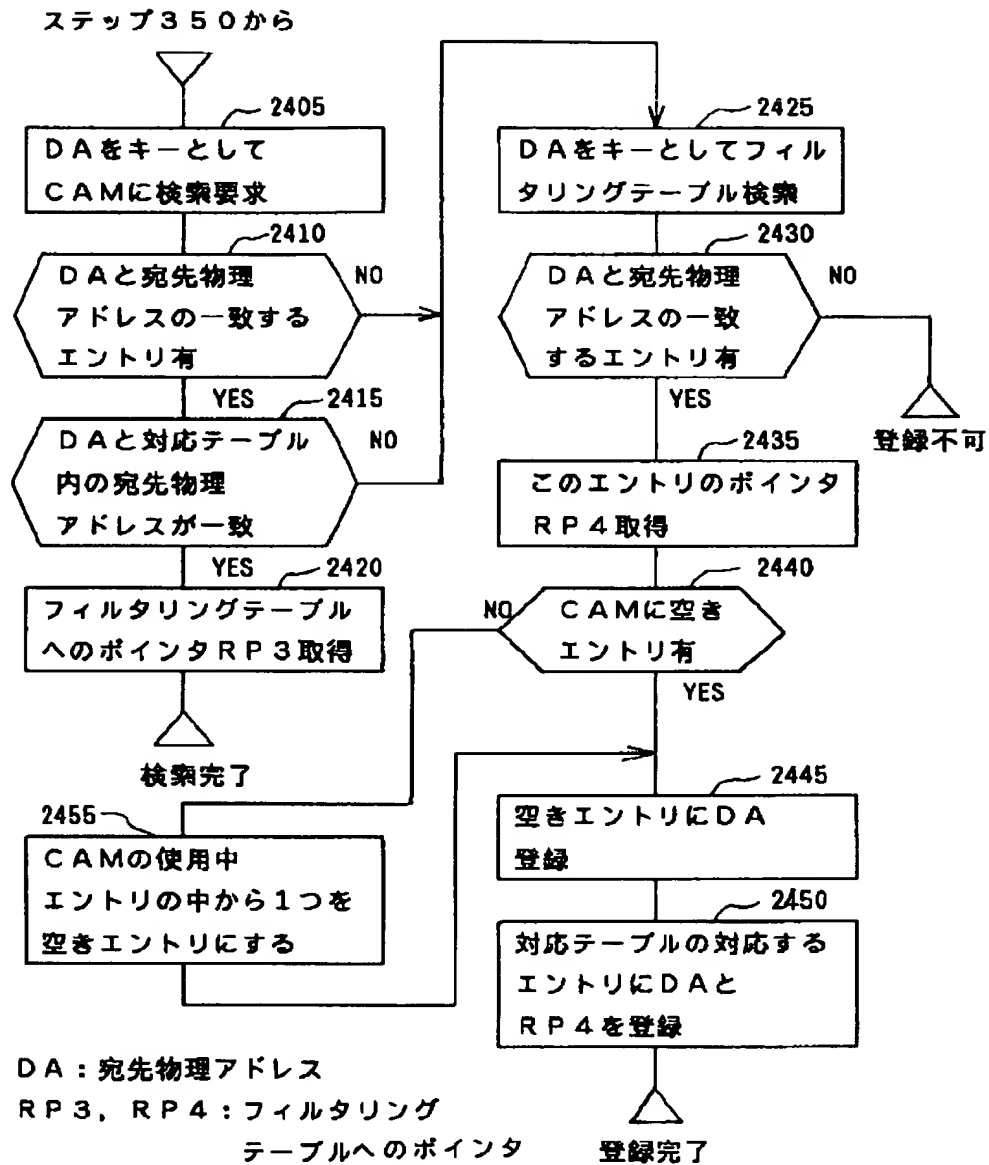 ステップ350から
2405
DAをキーとして
CAMに検索要求
2410
DAと宛先物理
アドレスの一致する
エントリ有
NO
YES
2415
DAと対応テーブル
内の宛先物理
アドレスが一致
NO
YES
2420
フィルタリングテーブル
へのポインタRP3取得
検索完了
2425
DAをキーとしてフィル
タリングテーブル検索
2430
DAと宛先物理
アドレスの一致
するエントリ有
NO
登録不可
YES
2435
このエントリのポインタ
RP4取得
2440
CAMに空き
エントリ有
NO
YES
2455
CAMの使用中
エントリの中から1つを
空きエントリにする
2445
空きエントリにDA
登録
2450
対応テーブルの対応する
エントリにDAと
RP4を登録
登録完了
DA:宛先物理アドレス
RP3,RP4:フィルタリング
テーブルへのポインタ